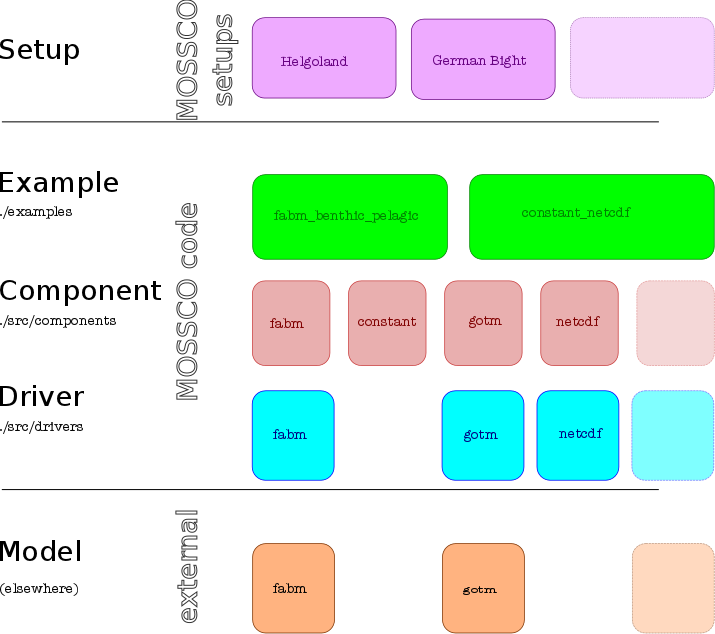 Setup
MOSSCO
setups
Helgoland
German Bight
Example
./examples
MOSSCO code
fabm_benthic_pelagic
constant_netcdf
Component
./src/components
fabm
constant
gotm
netcdf
Driver
./src/drivers
fabm
gotm
netcdf
Model
(elsewhere)
external
fabm
gotm